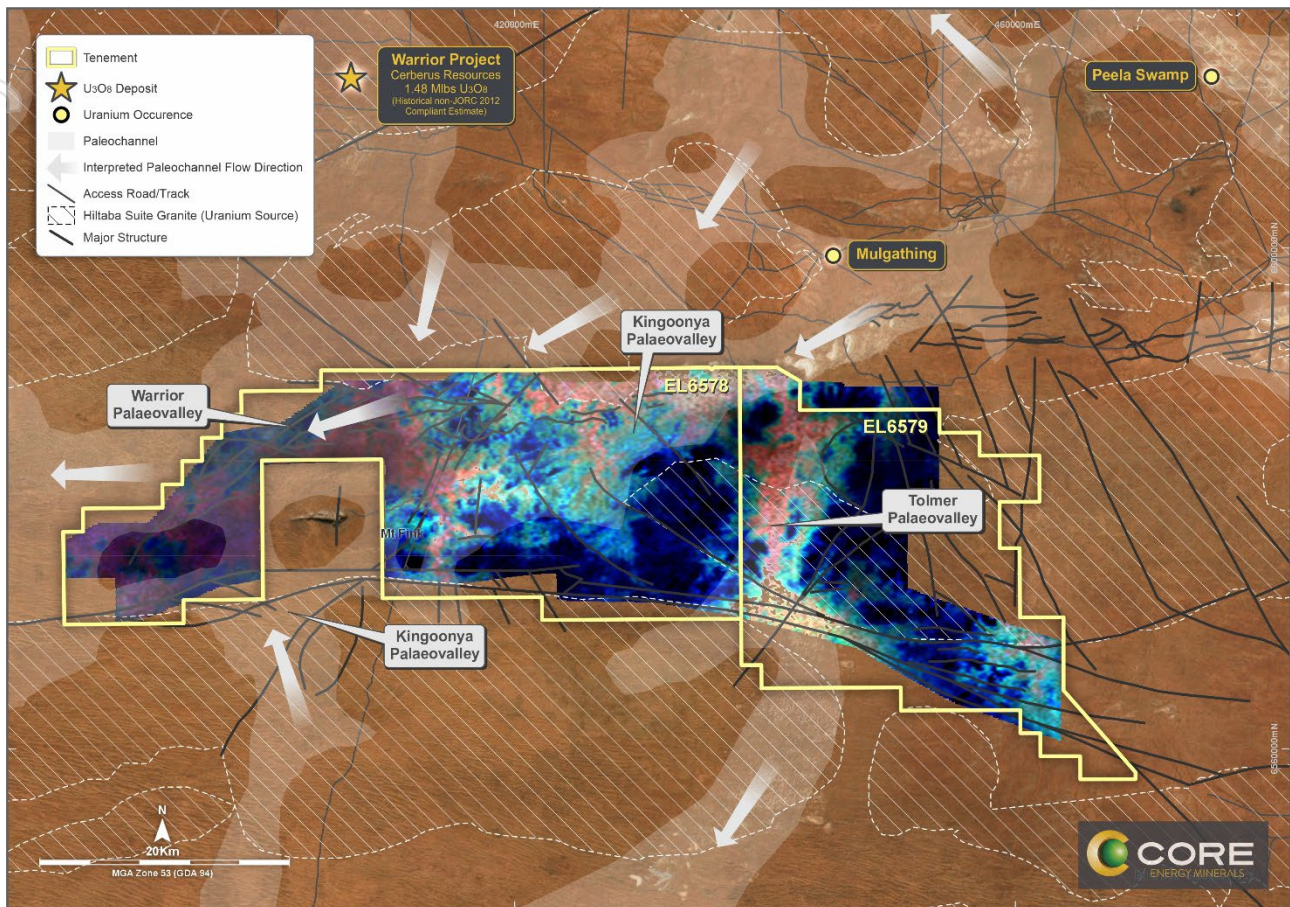 420000mE
460000mE
Tenement
U3O8 Deposit
Uranium Occurence
Paleochannel
Interpreted Paleochannel Flow Direction
Access Road/Track
Hiltaba Suite Granite (Uranium Source)
Major Structure
Warrior Project
Cerberus Resources
1.48 Mlbs U3O8
(Historical non-JORC 2012
Compliant Estimate)
Peela Swamp
Mulgathing
6600000mN
Kingoonya
Palaeovalley
Warrior
Palaeovalley
EL6578
EL6579
Tolmer
Palaeovalley
Mt Fink
Kingoonya
Palaeovalley
6560000mN
N
20Km
MGA Zone 53 (GDA 94)
CORE
ENERGY MINERALS